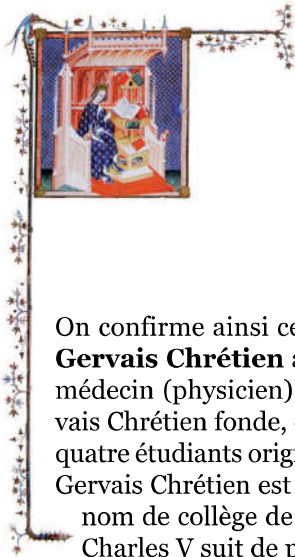 On confirme ainsi ce
Gervais Chrétien a
médecin (physicien)
vais Chrétien fonde,
quatre étudiants origi
Gervais Chrétien est
nom de collège de
Charles V suit de